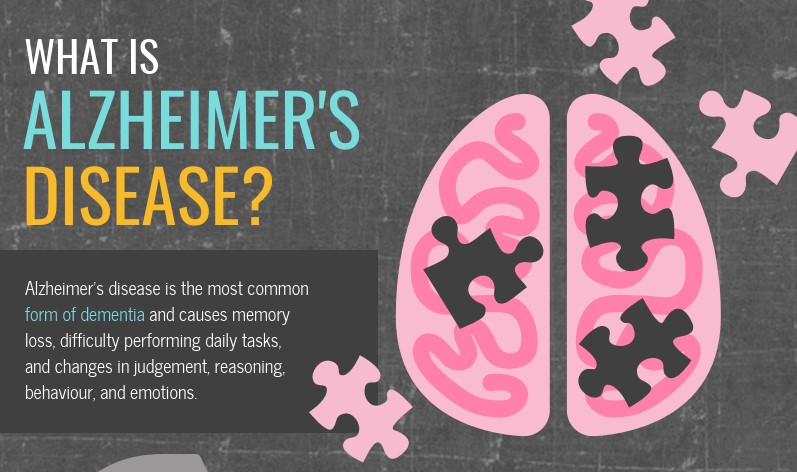 WHAT IS
ALZHEIMER'S
DISEASE?
Alzheimer's disease is the most common
form of dementia and causes memory
loss, difficulty performing daily tasks,
and changes in judgement, reasoning,
behaviour, and emotions.